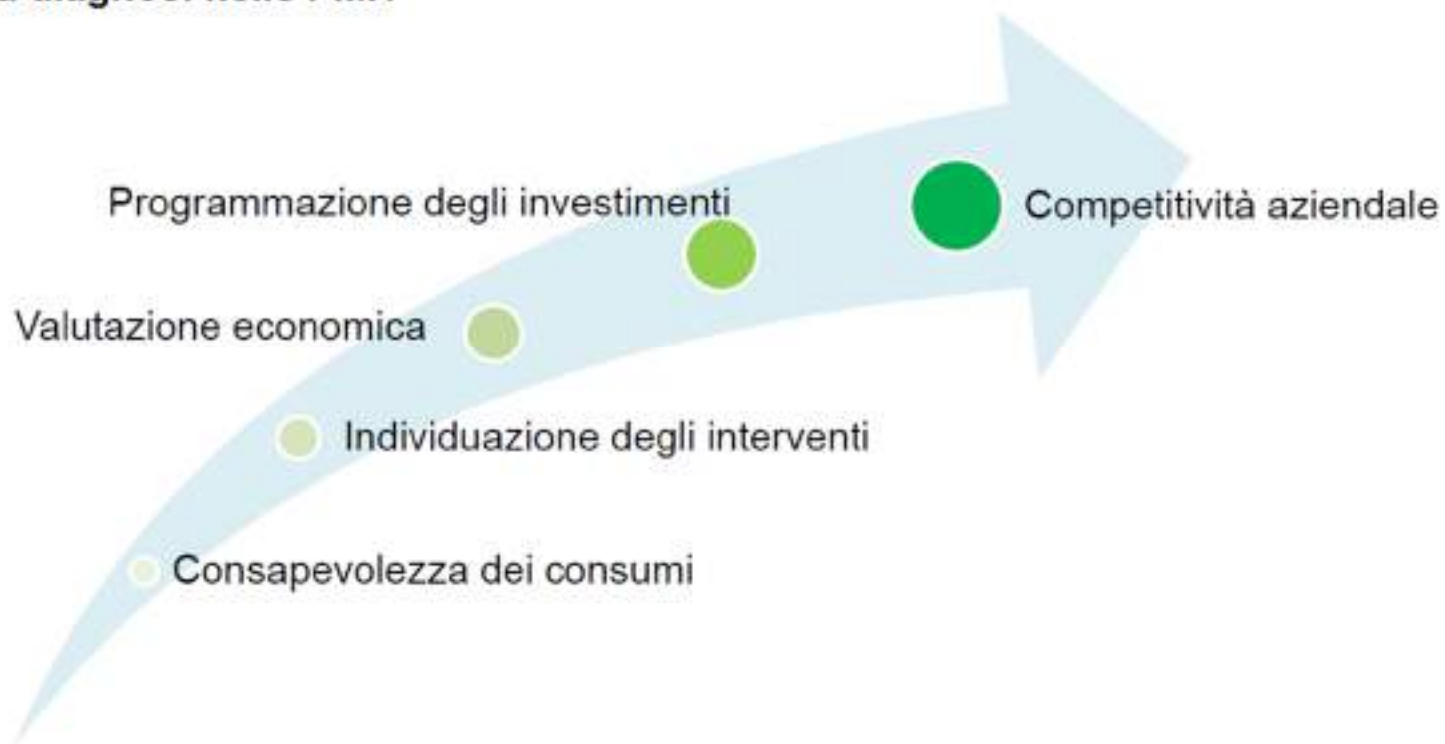 Programmazione degli investimenti
Competitività aziendale
Valutazione economica
Individuazione degli interventi
Consapevolezza dei consumi